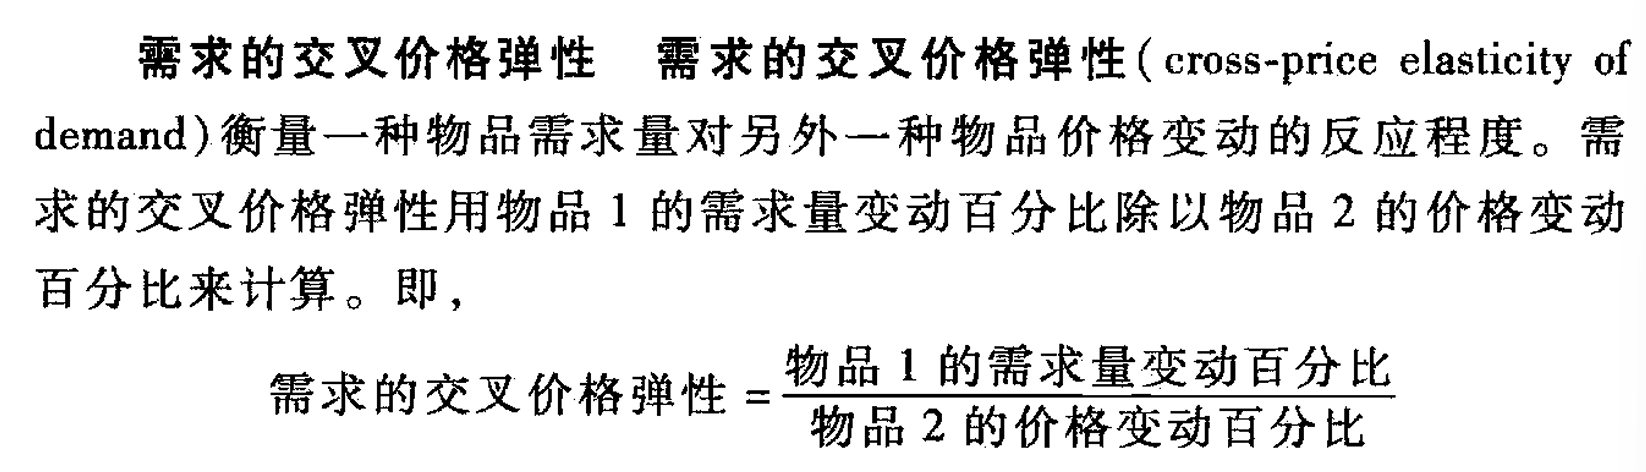 需求的交叉价格弹性 需求的交叉价格弹性(cross-price elasticity of
demand)衡量一种物品需求量对另外一种物品价格变动的反应程度。需
求的交叉价格弹性用物品 1 的需求量变动百分比除以物品 2 的价格变动
百分比来计算。即,
需求的交叉价格弹性 = 物品 1 的需求量变动百分比
物品 2 的价格变动百分比